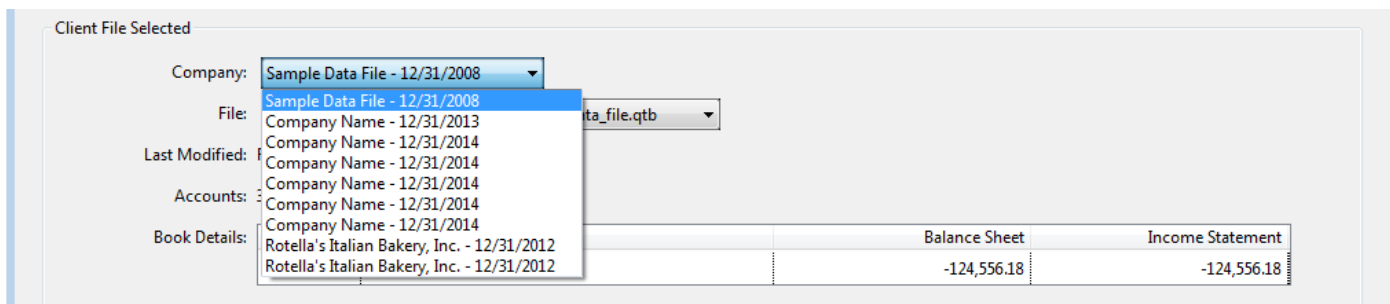 Client File Selected
Company: Sample Data File - 12/31/2008
Sample Data File - 12/31/2008
File: ta_file.qtb
Company Name - 12/31/2013
Company Name - 12/31/2014
Last Modified:
Company Name - 12/31/2014
Company Name - 12/31/2014
Accounts:
Company Name - 12/31/2014
Company Name - 12/31/2014
Book Details: Balance Sheet Income Statement
Rotella's Italian Bakery, Inc. - 12/31/2012
Rotella's Italian Bakery, Inc. - 12/31/2012
-124,556.18 -124,556.18